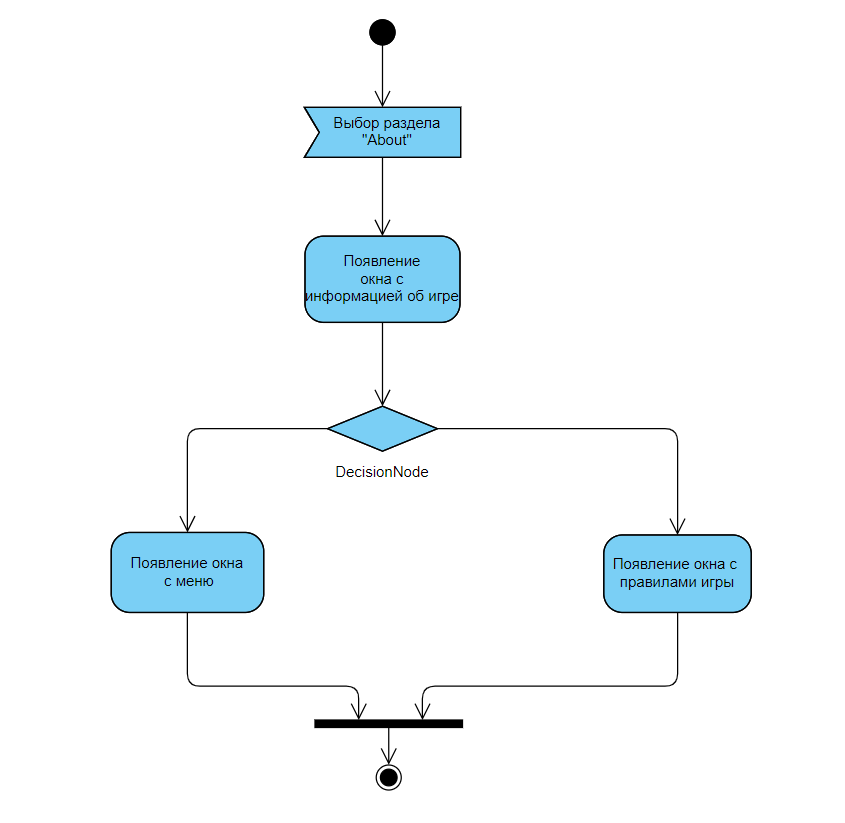 Выбор раздела
"About"
Появление
окна с
информацией об игре
DecisionNode
Появление окна
с меню
Появление окна с
правилами игры